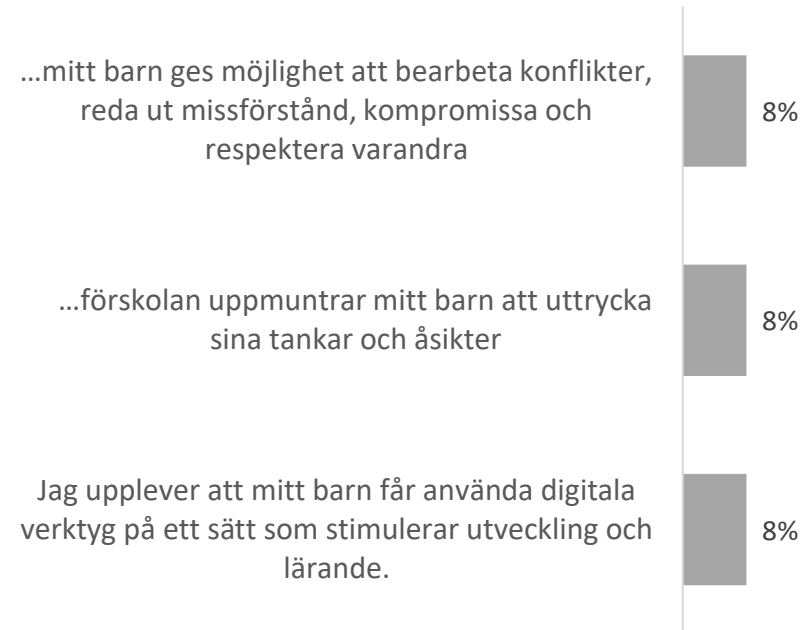 …mitt barn ges möjlighet att bearbeta konflikter,
reda ut missförstånd, kompromissa och
respektera varandra
8%
…förskolan uppmuntrar mitt barn att uttrycka
sina tankar och åsikter
8%
Jag upplever att mitt barn får använda digitala
verktyg på ett sätt som stimulerar utveckling och
lärande.
8%